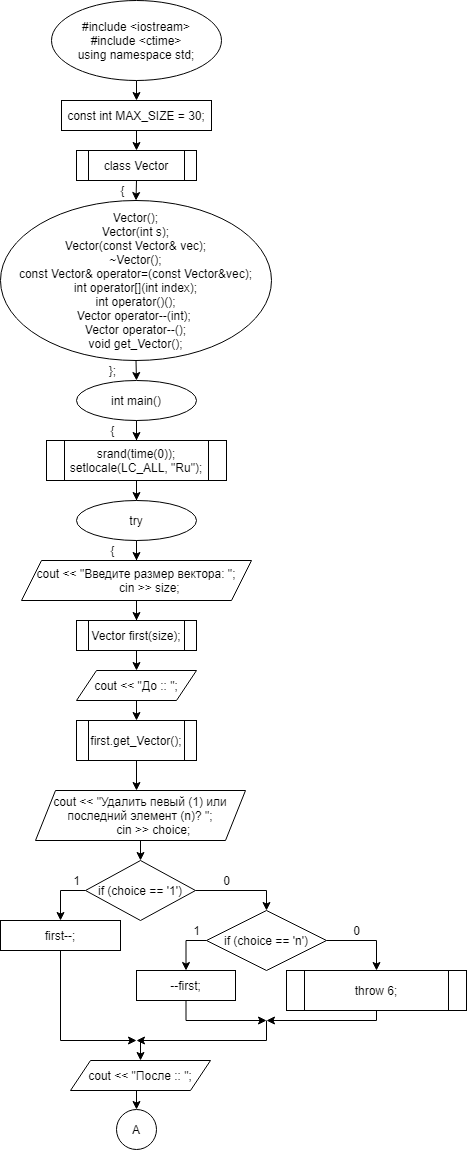 #include <iostream>
#include <ctime>
using namespace std;
const int MAX_SIZE = 30;
class Vector
{
Vector();
Vector(int s);
Vector(const Vector& vec);
~Vector();
const Vector& operator=(const Vector&vec);
int operator[](int index);
int operator()();
Vector operator--(int);
Vector operator--();
void get_Vector();
};
int main()
{
srand(time(0));
setlocale(LC_ALL, "Ru");
try
{
cout << "Введите размер вектора: ";
cin >> size;
Vector first(size);
cout << "До :: ";
first.get_Vector();
cout << "Удалить певый (1) или
последний элемент (n)? ";
cin >> choice;
1
if (choice == '1')
0
first--;
1
if (choice == 'n')
0
--first;
throw 6;
cout << "После :: ";
A